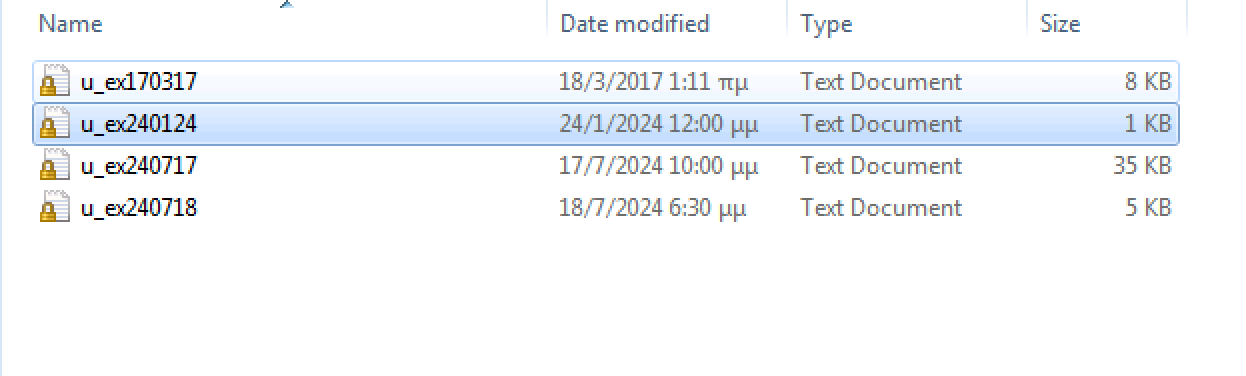 Name Date modified Type Size
u_ex170317 18/3/2017 1:11 πμ Text Document 8 KB
u_ex240124 24/1/2024 12:00 μμ Text Document 1 KB
u_ex240717 17/7/2024 10:00 μμ Text Document 35 KB
u_ex240718 18/7/2024 6:30 μμ Text Document 5 KB